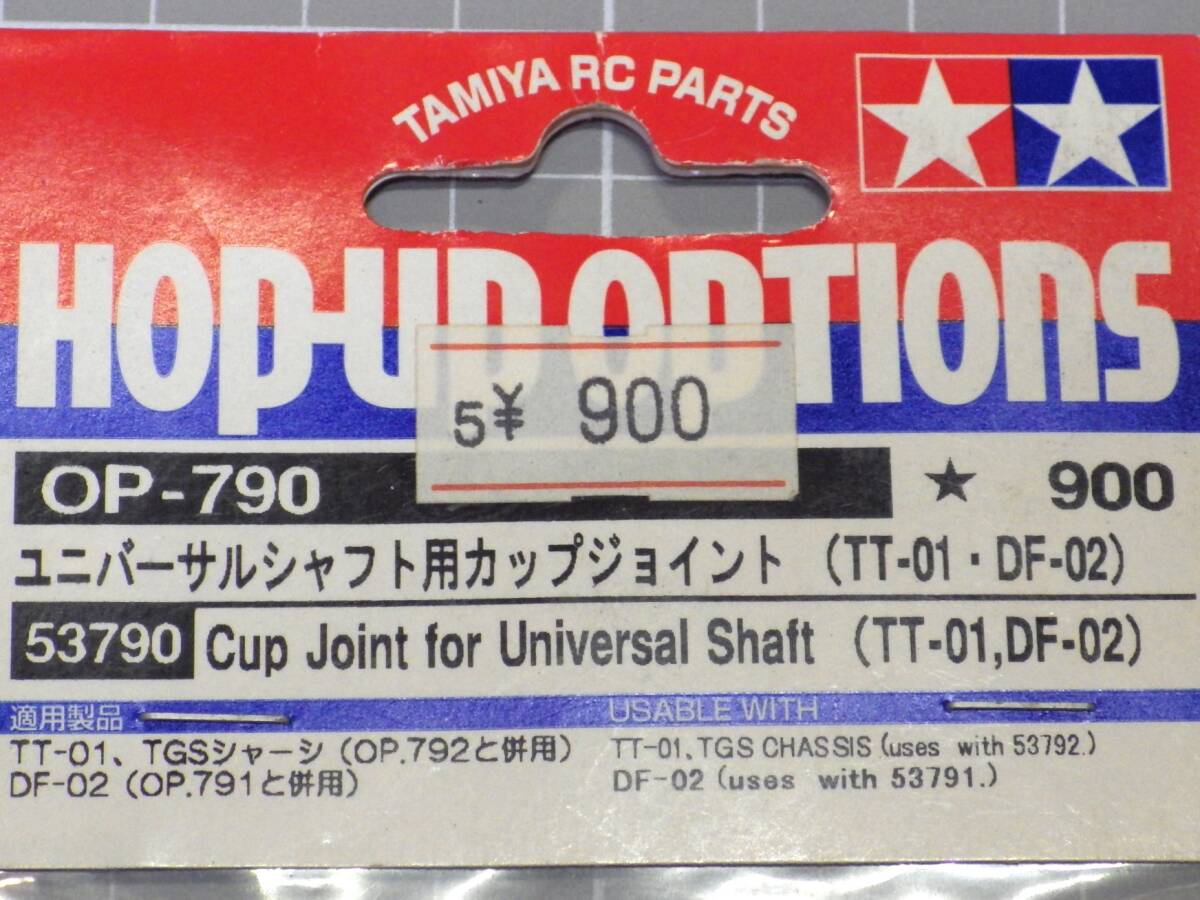 TAMIYA RC PARTS
HOP-UP OPTIONS
5¥ 900
OP-790 ★ 900
ユニバーサルシャフト用カップジョイント (TT-01・DF-02)
53790 Cup Joint for Universal Shaft (TT-01,DF-02)
適用製品
TT-01、TGSシャーシ (OP.792と併用)
DF-02 (OP.791と併用)
USABLE WITH
TT-01, TGS CHASSIS (uses with 53792.)
DF-02 (uses with 53791.)